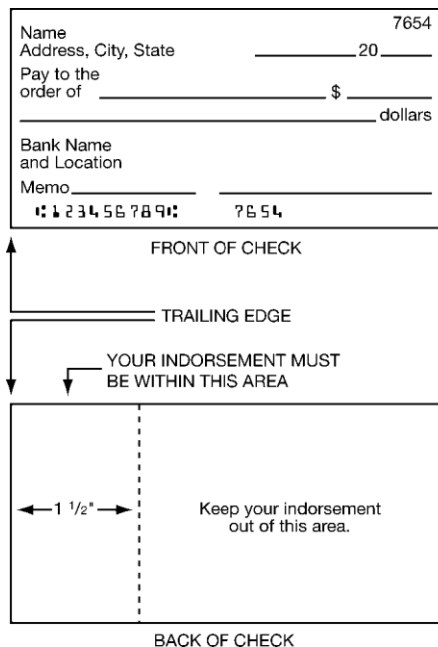 7654
Name
Address, City, State 20
Pay to the
order of $
dollars
Bank Name
and Location
Memo
⑆123456789⑆ 7654
FRONT OF CHECK
TRAILING EDGE
YOUR INDORSEMENT MUST
BE WITHIN THIS AREA
1 1/2"
Keep your indorsement
out of this area.
BACK OF CHECK